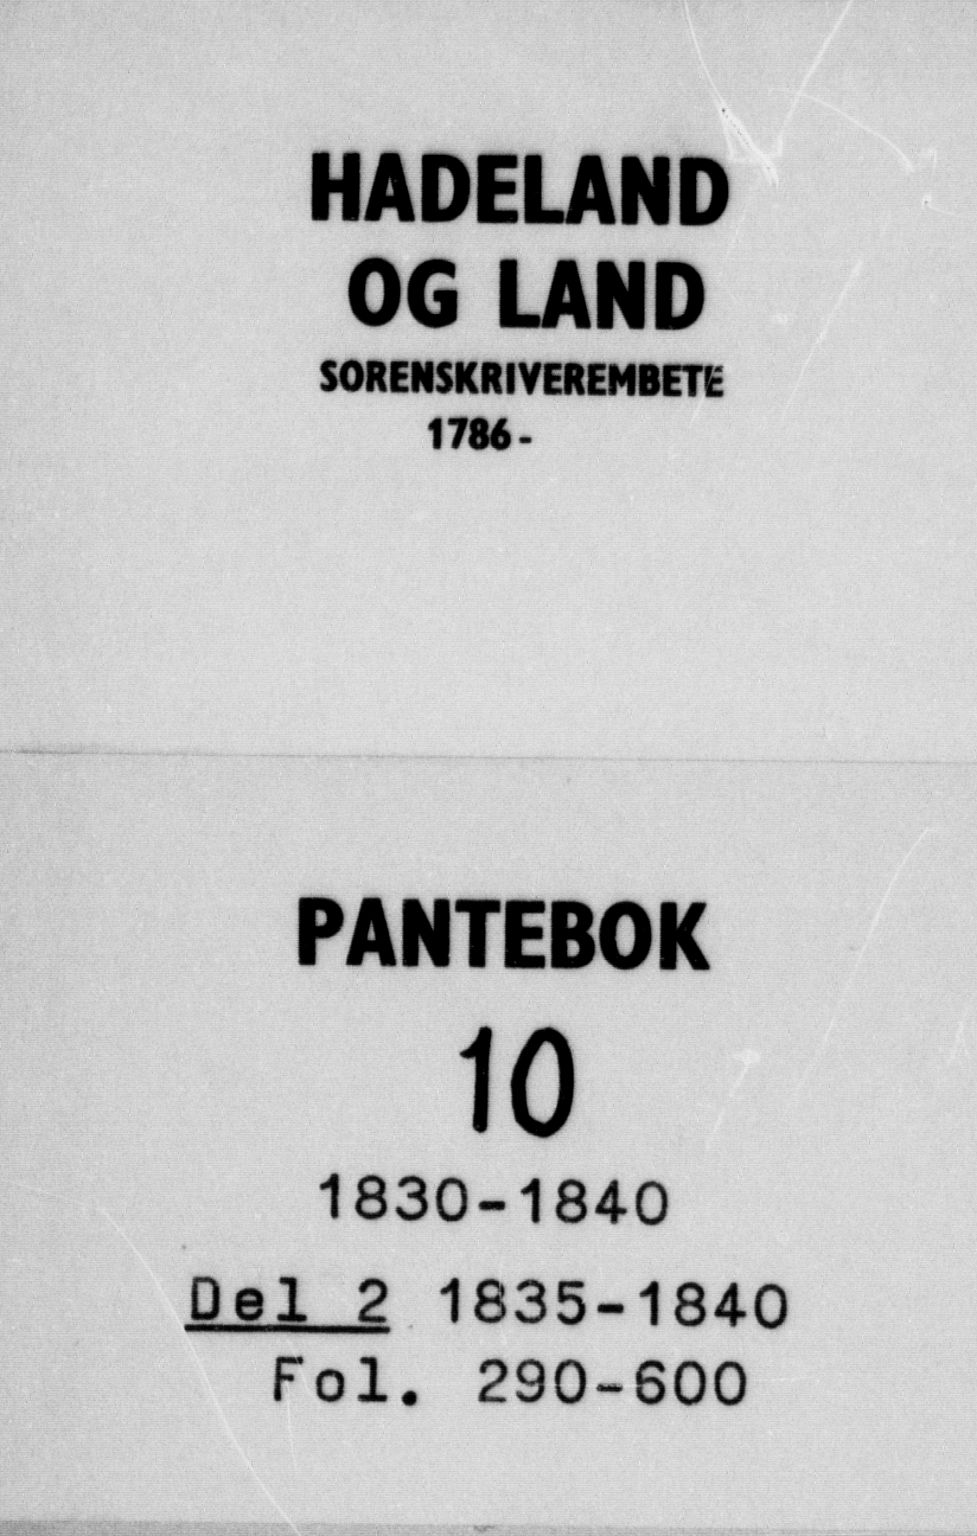 HADELAND
OG LAND
SORENSKRIVEREMBETE
1786 -
PANTEBOK
10
1830-1840
Del 2 1835-1840
Fol. 290-600